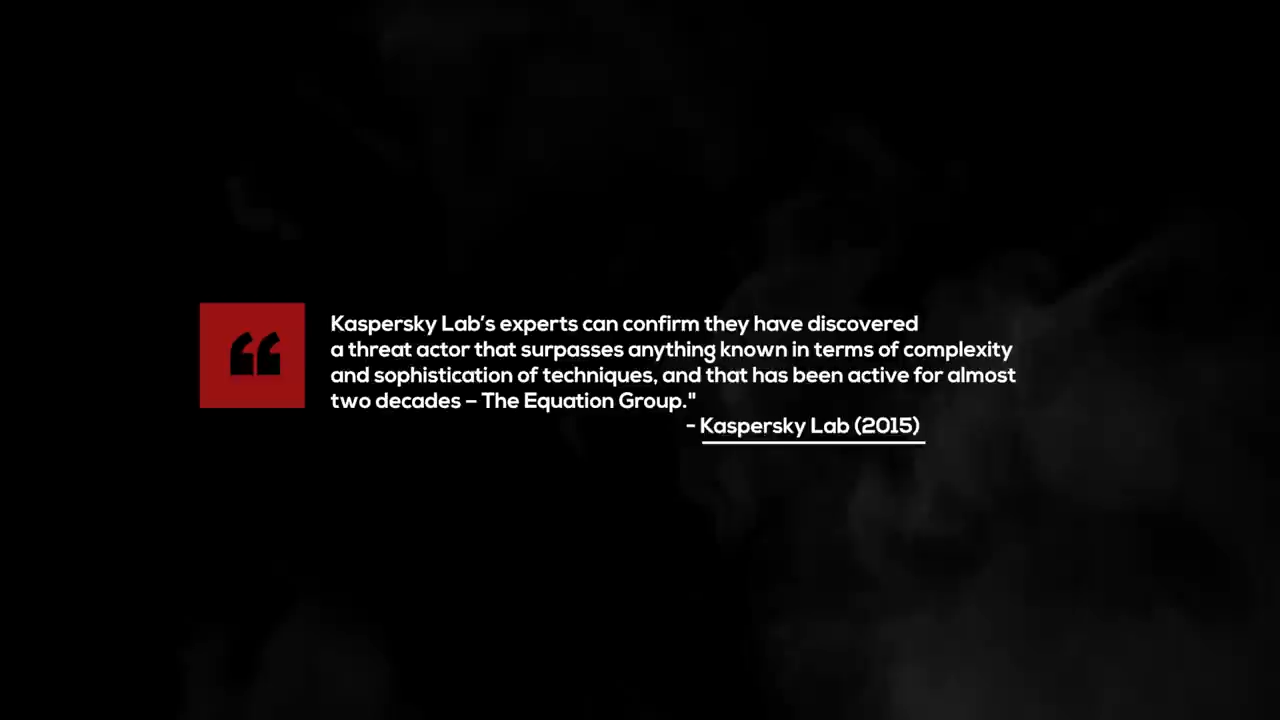 Kaspersky Lab’s experts can confirm they have discovered
a threat actor that surpasses anything known in terms of complexity
and sophistication of techniques, and that has been active for almost
two decades – The Equation Group."
- Kaspersky Lab (2015)